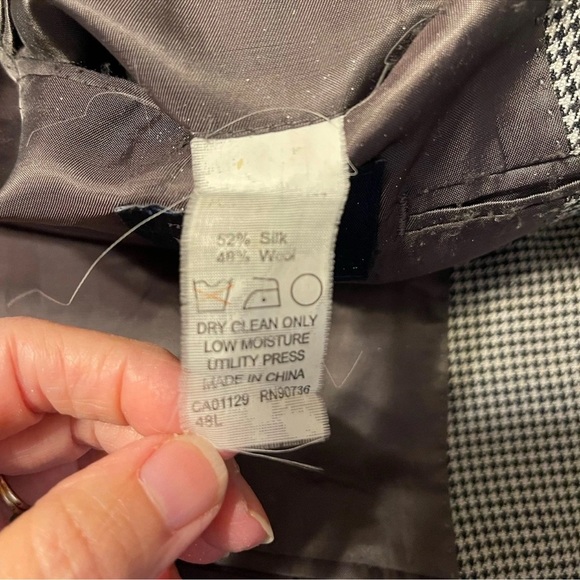 52% Silk
48% Wool
DRY CLEAN ONLY
LOW MOISTURE
UTILITY PRESS
MADE IN CHINA
CA01129 RN90736
48L